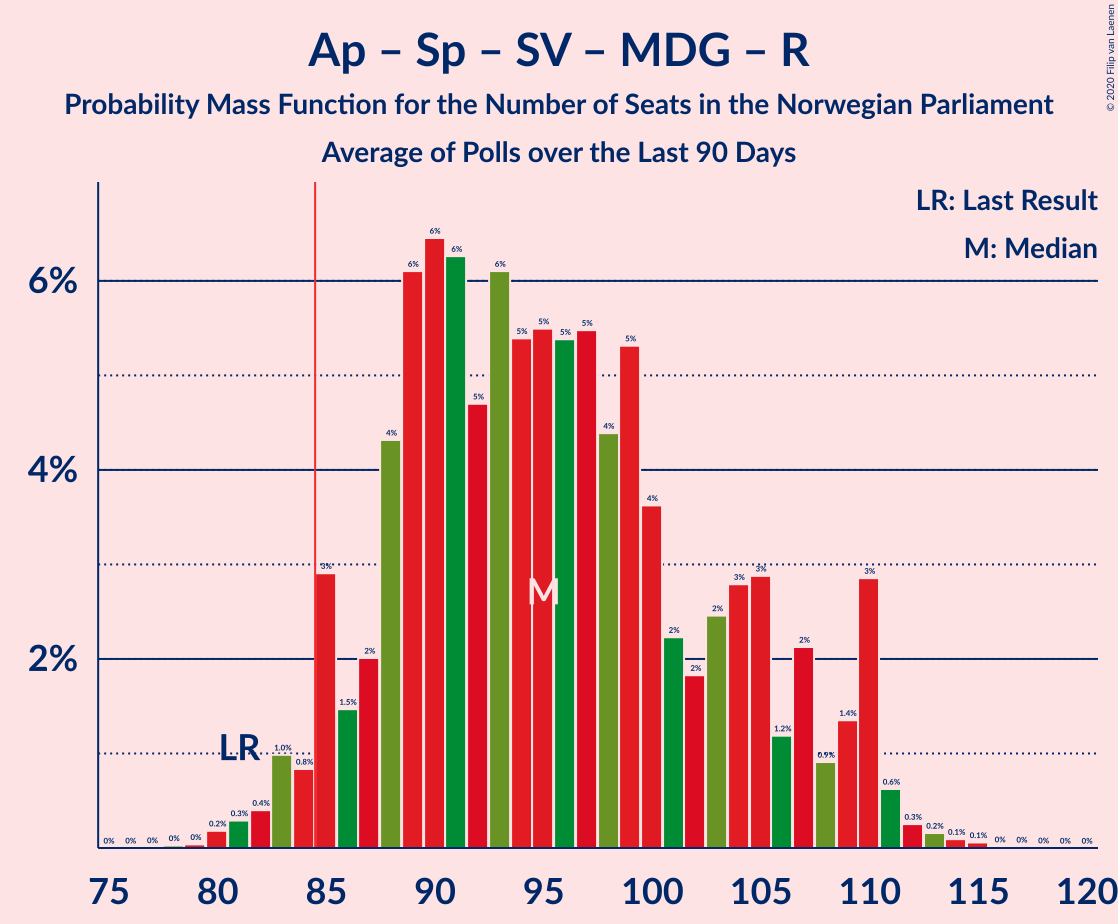 Ap – Sp – SV – MDG – R
Probability Mass Function for the Number of Seats in the Norwegian Parliament
Average of Polls over the Last 90 Days
© 2020 Filip van Laenen
LR: Last Result
M: Median
6%
4%
2%
LR
M
0% 0% 0% 0% 0% 0.2% 0.3% 0.4% 1.0% 0.8% 3% 1.5% 2% 4% 6% 6% 6% 5% 6% 5% 5% 5% 5% 4% 5% 4% 2% 2% 2% 3% 3% 1.2% 2% 0.9% 1.4% 3% 0.6% 0.3% 0.2% 0.1% 0.1% 0% 0% 0% 0% 0%
75 80 85 90 95 100 105 110 115 120